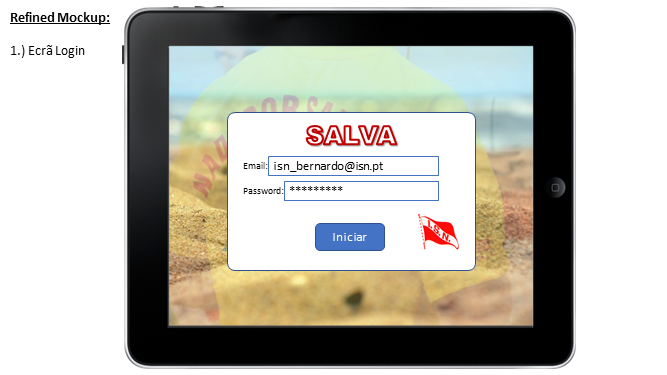 Refined Mockup:
1.) Ecrã Login
SALVA
Email: isn_bernardo@isn.pt
Password: *********
Iniciar
I.S.N.